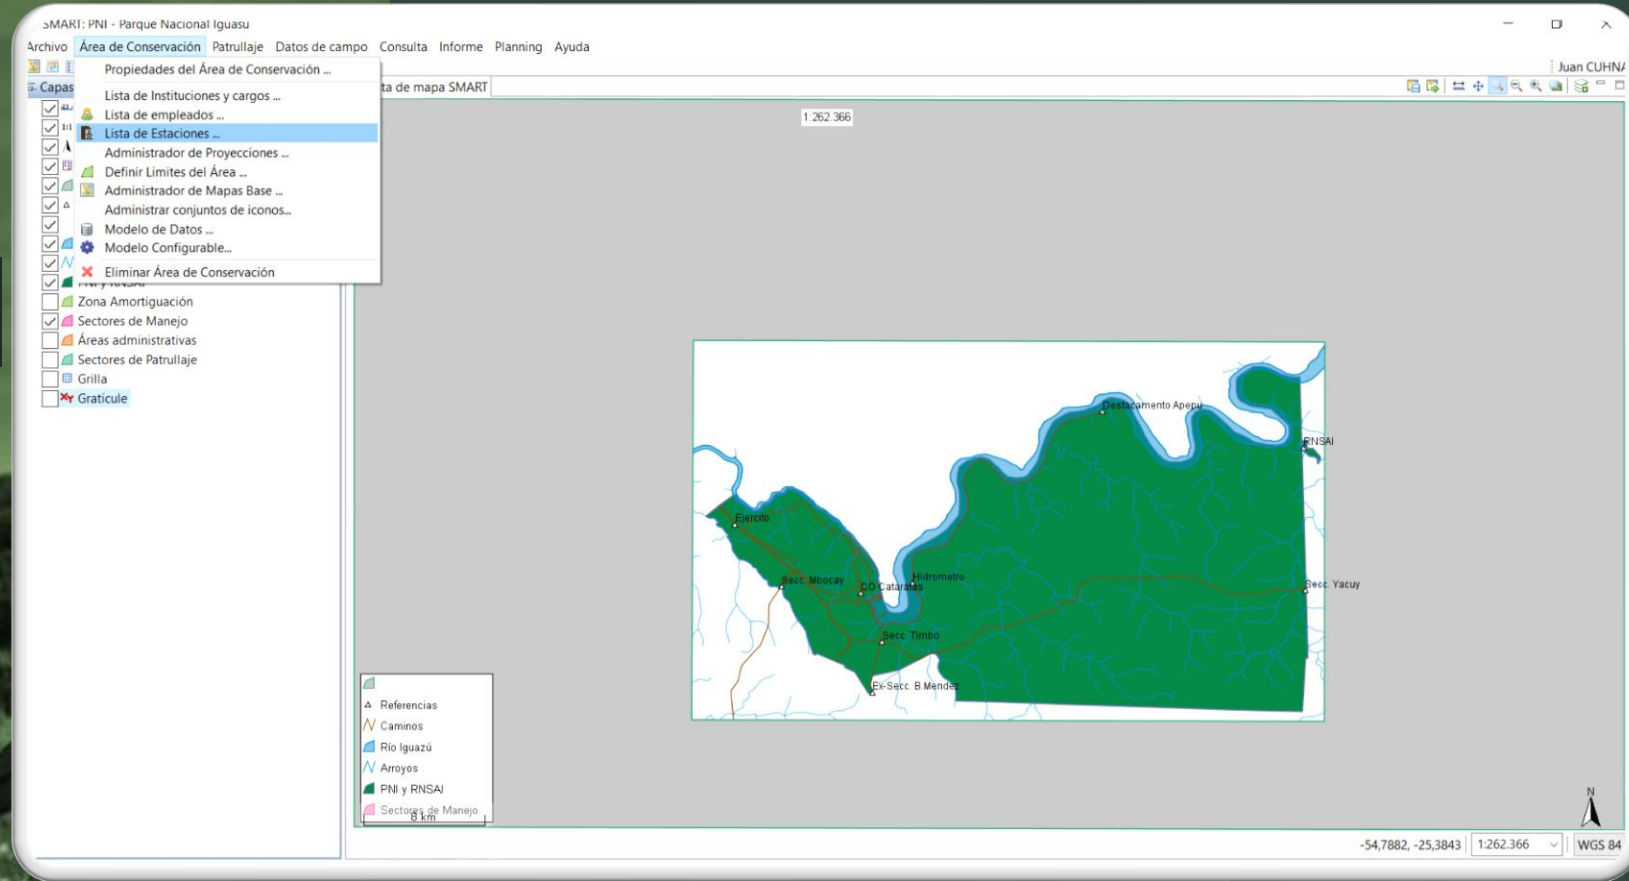 SMART: PNI - Parque Nacional Iguasu
Archivo Área de Conservación Patrullaje Datos de campo Consulta Informe Planning Ayuda
Propiedades del Área de Conservación ...
Juan CUHNA
Capas
ta de mapa SMART
Lista de Instituciones y cargos ...
Lista de empleados ...
Lista de Estaciones ...
Administrador de Proyecciones ...
Definir Limites del Área ...
Administrador de Mapas Base ...
Administrar conjuntos de iconos...
Modelo de Datos ...
Modelo Configurable...
Eliminar Área de Conservación
1:1
PNI y RNSAI
Zona Amortiguación
Sectores de Manejo
Áreas administrativas
Sectores de Patrullaje
Grilla
Graticule
1:262.366
Destacamento Apepu
RNSAI
Ejercito
Secc. Mbocay
CO Cataratas
Hidrometro
Secc. Yacuy
Secc. Timbo
Ex-Secc. B.Mendez
Referencias
Caminos
Río Iguazú
Arroyos
PNI y RNSAI
Sectores de Manejo
8 km
N
-54,7882, -25,3843
1:262.366
WGS 84